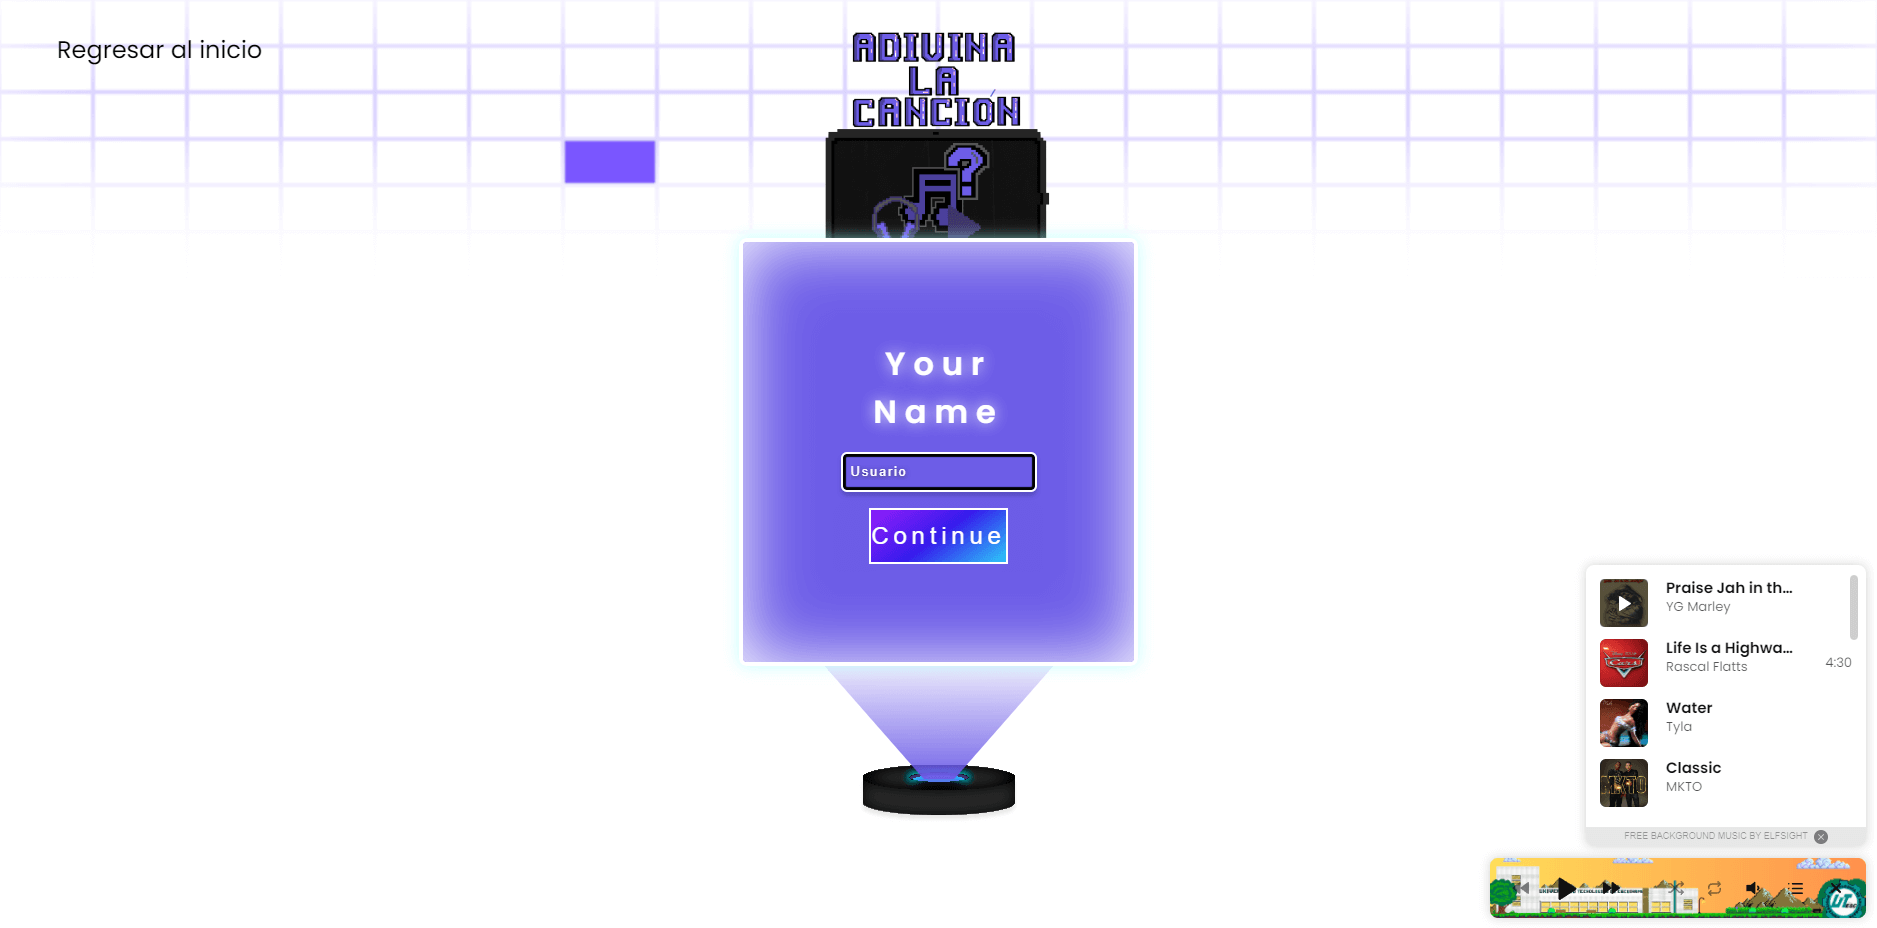 Regresar al inicio
ADIVINA
LA
CANCIÓN
?
Your
Name
Usuario
Continue
Praise Jah in th...
YG Marley
Life Is a Highwa...
Rascal Flatts
4:30
Water
Tyla
Classic
MKTO
FREE BACKGROUND MUSIC BY ELFSIGHT